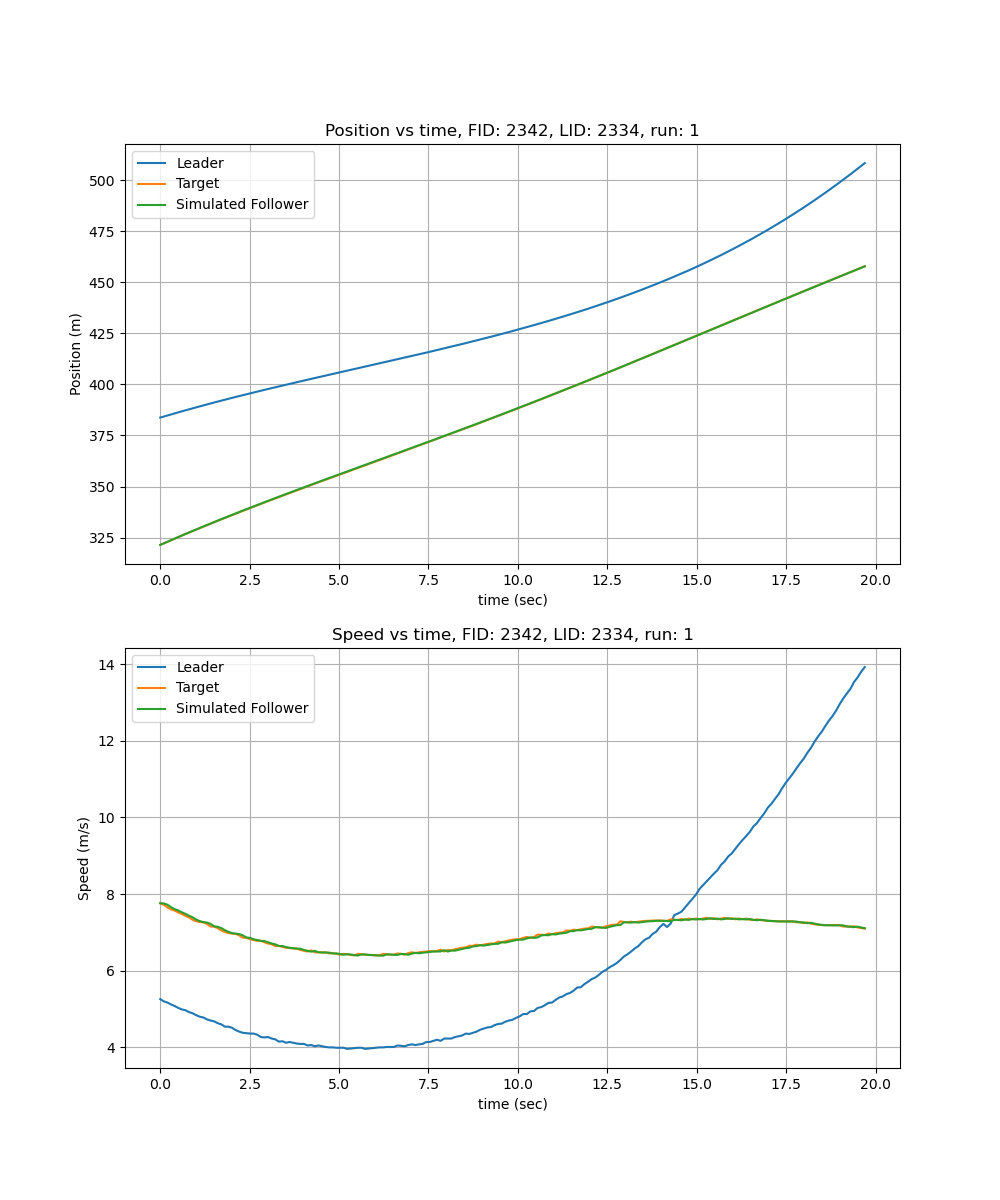 Position vs time, FID: 2342, LID: 2334, run: 1
Leader
Target
Simulated Follower
500
475
450
425
400
375
350
325
Position (m)
0.0 2.5 5.0 7.5 10.0 12.5 15.0 17.5 20.0
time (sec)
Speed vs time, FID: 2342, LID: 2334, run: 1
Leader
Target
Simulated Follower
14
12
10
8
6
4
Speed (m/s)
0.0 2.5 5.0 7.5 10.0 12.5 15.0 17.5 20.0
time (sec)